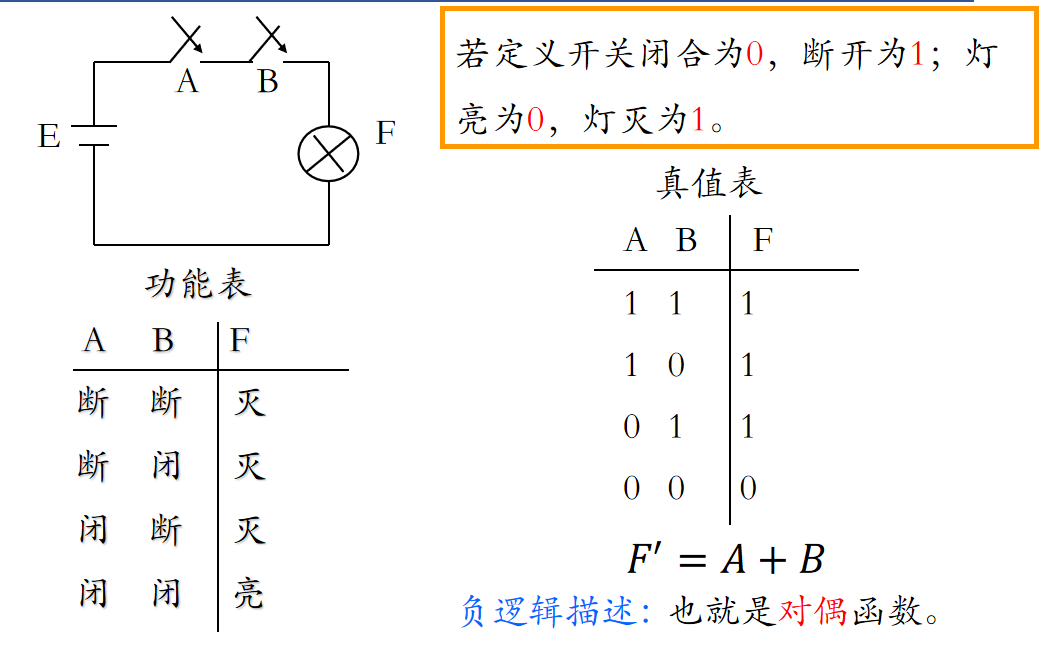 A B
E
F
功能表
A B F
断 断 灭
断 闭 灭
闭 断 灭
闭 闭 亮
若定义开关闭合为0，断开为1；灯
亮为0，灯灭为1。
真值表
A B F
1 1 1
1 0 1
0 1 1
0 0 0
F′ = A + B
负逻辑描述：也就是对偶函数。